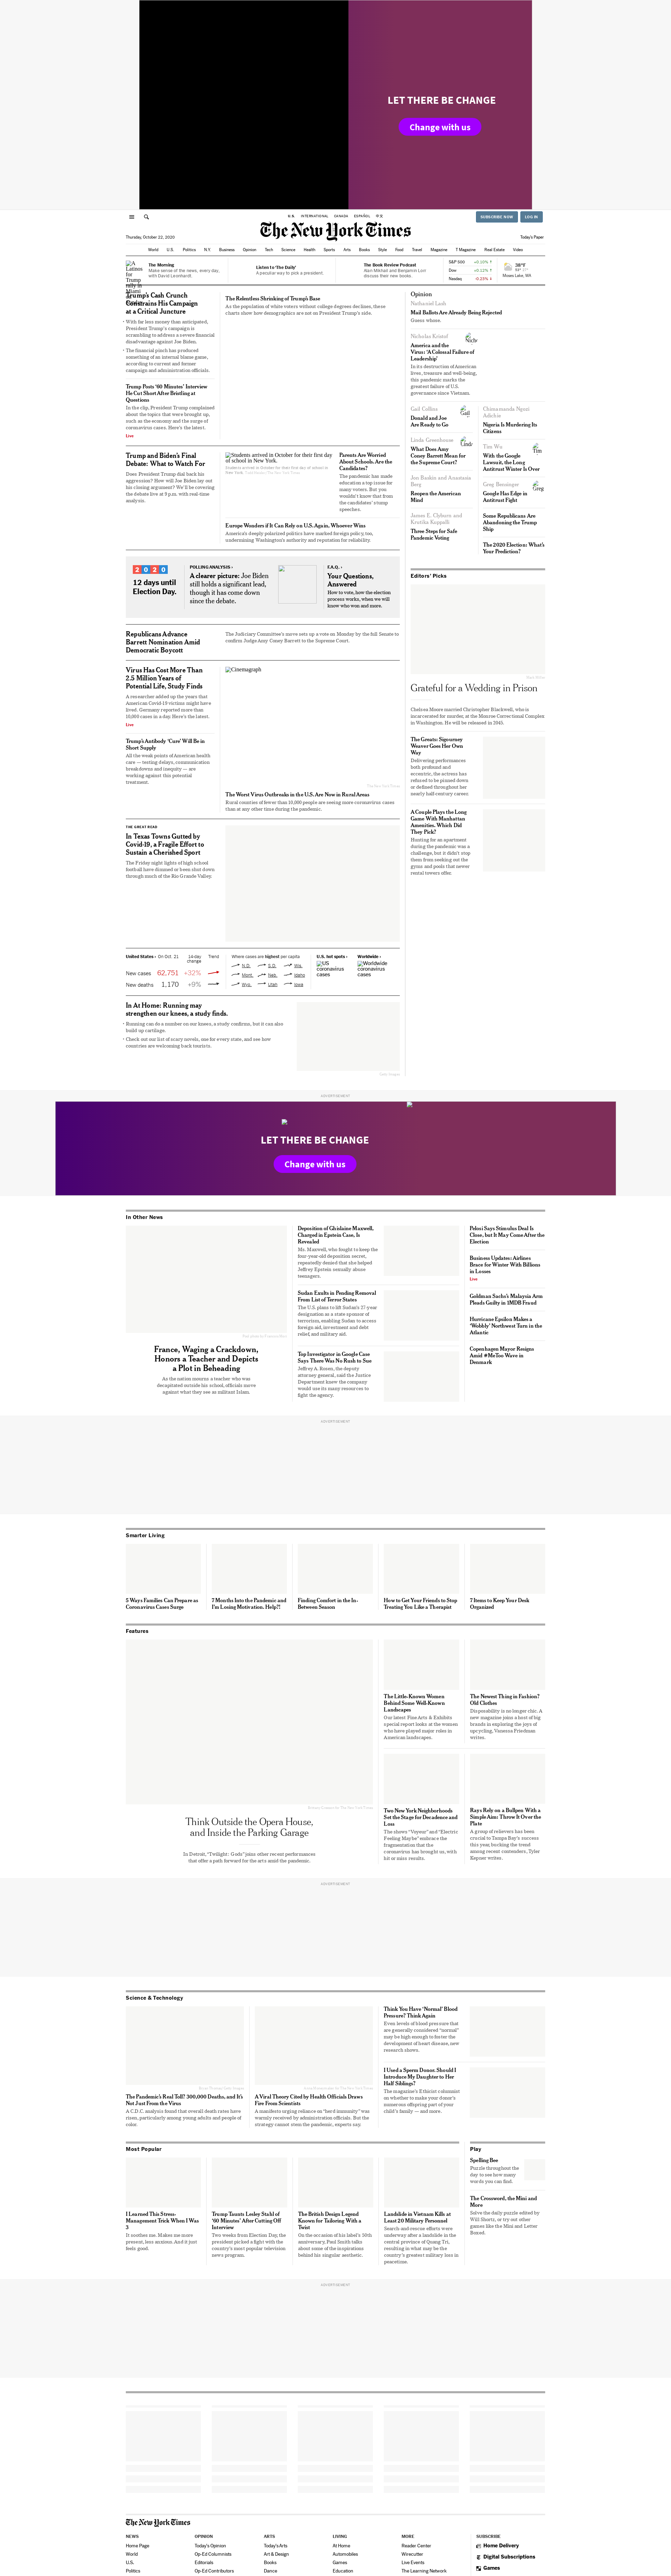 LET THERE BE CHANGE
Change with us
U.S.
INTERNATIONAL
CANADA
ESPAÑOL
中文
SUBSCRIBE NOW
LOG IN
Thursday, October 22, 2020
The New York Times
Today's Paper
World
U.S.
Politics
N.Y.
Business
Opinion
Tech
Science
Health
Sports
Arts
Books
Style
Food
Travel
Magazine
T Magazine
Real Estate
Video
The Morning
Make sense of the news, every day, with David Leonhardt.
Listen to 'The Daily'
A peculiar way to pick a president.
The Book Review Podcast
Yaa Gyasi
S&P 500
Dow
Nasdaq
Trump's Cash Crunch
Constrains His Campaign
at a Critical Juncture
With far less money than anticipated,
President Trump's campaign is
scrambling to address a severe financial
disadvantage against Joe Biden.
The financial pinch has produced
something of an internal blame game,
according to current and former
campaign and administration officials.
Trump Posts '60 Minutes' Interview
He Cut Short After Bristling at
Questions
In the clip, President Trump complained
about the topics that were brought up,
such as the economy and the surge of
coronavirus cases. Here's the latest.
Live
The Relentless Shrinking of Trump's Base
As the population of white voters without college degrees declines, these
charts show how demographics are not on President Trump's side.
Trump and Biden's Final
Debate: What to Watch For
Does President Trump dial back his
aggression? How will Joe Biden lay out
his closing argument? We'll be covering
the debate live at 9 p.m. with real-time
analysis.
Students arrived in October for their first day
of school in New York.
Parents Are Worried
About Schools. Are the
Candidates?
The pandemic has made
education a top issue for
many voters. But you
wouldn't know that from
the candidates' stump
speeches.
Europe Wonders if It Can Rely on U.S. Again, Whoever Wins
America's deeply polarized politics have marked foreign policy, too,
undermining Washington's authority and reputation for reliability.
2020
12 days until
Election Day.
POLLING ANALYSIS ›
A clearer picture: Joe Biden
still holds a significant lead,
though it has come down
since the debate.
F.A.Q. ›
Your Questions,
Answered
How to vote, how the election
process works, when we will
know who won and more.
Republicans Advance
Barrett Nomination Amid
Democratic Boycott
The Judiciary Committee's move sets up a vote on Monday by the full Senate to
confirm Judge Amy Coney Barrett to the Supreme Court.
Virus Has Cost More Than
2.5 Million Years of
Potential Life, Study Finds
A researcher added up the years that
American Covid-19 victims might have
lived. Germany reported more than
10,000 cases in a day. Here's the latest.
Live
Trump's Antibody 'Cure' Will Be in
Short Supply
All the weak points of American health
care — testing delays, communication
breakdowns and inequity — are
working against this potential
treatment.
Cinemagraph
The Worst Virus Outbreaks in the U.S. Are Now in Rural Areas
Rural counties of fewer than 10,000 people are seeing more coronavirus cases
than at any other time during the pandemic.
THE GREAT READ
In Texas Towns Gutted by
Covid-19, a Fragile Effort to
Sustain a Cherished Sport
The Friday night lights of high school
football have dimmed or been shut down
through much of the Rio Grande Valley.
United States ›
On Oct. 21
14-day change
Trend
New cases 62,751 +32%
New deaths 1,170 +9%
Where cases are highest per capita
N.D.
S.D.
Wis.
Mont.
Neb.
Idaho
Wyo.
Utah
Iowa
U.S. hot spots ›
US coronavirus cases
Worldwide ›
Worldwide coronavirus cases
In At Home: Running may
strengthen our knees, a study finds.
Running can do a number on our knees, a study confirms, but it can also
build up cartilage.
Check out our list of scary novels, one for every state, and see how
countries are welcoming back tourists.
Opinion
Nathaniel Lash
Mail Ballots Are Already Being Rejected
Guess whose.
Nicholas Kristof
America and the
Virus: 'A Colossal Failure of
Leadership'
In its destruction of American
lives, treasure and well-being,
this pandemic marks the
greatest failure of U.S.
governance since Vietnam.
Gail Collins
Donald and Joe
Are Ready to Go
Linda Greenhouse
What Does Amy
Coney Barrett Mean for
the Supreme Court?
Jon Baskin and Anastasia
Berg
Reopen the American
Mind
James E. Clyburn and
Three Steps for Safe
Pandemic Voting
Chimamanda Ngozi
Adichie
Nigeria Is Murdering Its
Citizens
Tim Wu
With the Google
Lawsuit, the Long
Antitrust Winter Is Over
Greg Bensinger
Google Has Edge in
Antitrust Fight
Some Republicans Are
Abandoning the Trump
Ship
The 2020 Election: What's
Your Prediction?
Editors' Picks
Grateful for a Wedding in Prison
Chelsea Moore married Christopher Blackwell, who is
incarcerated for murder, at the Monroe Correctional Complex
in Washington. He will be released in 2045.
The Greats: Sigourney
Weaver Goes Her Own
Way
Delivering performances
both profound and
eccentric, the actress has
refused to be pinned down
or defined throughout her
nearly half-century career.
A Couple Plays the Long
Game With Manhattan
Amenities. Which Did
They Pick?
Hunting for an apartment
during the pandemic was a
challenge, but it didn't stop
them from seeking out the
gyms and pools that newer
rental towers offer.
ADVERTISEMENT
LET THERE BE CHANGE
Change with us
In Other News
France, Waging a Crackdown,
Honors a Teacher and Depicts
a Plot in Beheading
As the nation mourns a teacher who was
decapitated outside his school, officials move
against what they see as militant Islam.
Deposition of Ghislaine Maxwell,
Charged in Epstein Case, Is
Revealed
Ms. Maxwell, who fought to keep the
four-year-old deposition secret,
repeatedly denied that she helped
Jeffrey Epstein sexually abuse
teenagers.
Sudan Exults in Pending Removal
From List of Terror States
The U.S. plans to lift Sudan's 27-year
designation as a state sponsor of
terrorism, enabling Sudan to access
foreign aid, investment and debt
relief, and military aid.
Top Investigator in Google Case
Says There Was No Rush to Sue
Jeffrey A. Rosen, the deputy
attorney general, said the Justice
Department knew the company
would use its many resources to
fight the agency.
Pelosi Says Stimulus Deal Is
Close, but It May Come After the
Election
Business Updates: Airlines
Brace for Winter With Billions
in Losses
Live
Goldman Sachs's Malaysia Arm
Pleads Guilty in 1MDB Fraud
Hurricane Epsilon Makes a
'Wobbly' Northwest Turn in the
Atlantic
Copenhagen Mayor Resigns
Amid #MeToo Wave in
Denmark
ADVERTISEMENT
Smarter Living
5 Ways Families Can Prepare as
Coronavirus Cases Surge
7 Months Into the Pandemic and
I'm Losing Motivation. Help?!
Finding Comfort in the In-
Between Season
How to Get Your Friends to Stop
Treating You Like a Therapist
7 Items to Keep Your Desk
Organized
Features
Think Outside the Opera House,
and Inside the Parking Garage
In Detroit, "Twilight: Gods" joins other recent performances
that offer a path forward for the arts amid the pandemic.
The Little-Known Women
Behind Some Well-Known
Landscapes
Our latest Fine Arts & Exhibits
special report looks at the women
who have played major roles in
American landscapes.
The Newest Thing in Fashion?
Old Clothes
Disposability is no longer chic. A
new magazine joins a host of big
brands in exploring the joys of
upcycling, Vanessa Friedman
writes.
Two New York Neighborhoods
Set the Stage for Decadence and
Loss
The shows "Voyeur" and "Electric
Feeling Maybe" embrace the
fragmentation that the
coronavirus has brought us, with
hit or miss results.
Rays Rely on a Bullpen With a
Simple Aim: Throw It Over the
Plate
A group of relievers has been
crucial to Tampa Bay's success
this year, bucking the trend
among recent contenders, Tyler
Kepner writes.
ADVERTISEMENT
Science & Technology
The Pandemic's Real Toll? 300,000 Deaths, and It's
Not Just From the Virus
A C.D.C. analysis found that overall death rates have
risen, particularly among young adults and people of
color.
A Viral Theory Cited by Health Officials Draws
Fire From Scientists
A manifesto urging reliance on "herd immunity" was
warmly received by administration officials. But the
strategy cannot stem the pandemic, experts say.
Think You Have 'Normal' Blood
Pressure? Think Again
Even levels of blood pressure that
are generally considered "normal"
may be high enough to foster the
development of heart disease, new
research shows.
I Used a Sperm Donor. Should I
Introduce My Daughter to Her
Half Siblings?
The magazine's Ethicist columnist
on whether to make your donor's
other genetic offspring part of your
child's family — and more.
Most Popular
I Learned This Stress-
Management Trick When I Was
3
It soothes me. Makes me more
present, less anxious. And it just
feels good.
Trump Taunts Lesley Stahl of
'60 Minutes' After Cutting Off
Interview
Two weeks from Election Day, the
president picked a fight with the
country's most popular television
news program.
The British Design Legend
Known for Tailoring With a
Twist
On the occasion of his label's 50th
anniversary, Paul Smith talks
about some of the inspirations
behind his singular aesthetic.
Landslide in Vietnam Kills at
Least 20 Military Personnel
Search-and-rescue efforts were
underway after a landslide in the
central province of Quang Tri,
resulting in what may be the
country's greatest military loss in
peacetime.
Play
Spelling Bee
Puzzle throughout the
day to see how many
words you can find.
The Crossword, the Mini and
More
Solve the daily puzzle edited by
Will Shortz, or try out other
games like the Mini and Letter
Boxed.
ADVERTISEMENT
The New York Times
NEWS
Home Page
World
U.S.
Politics
OPINION
Today's Opinion
Op-Ed Columnists
Editorials
Op-Ed Contributors
ARTS
Today's Arts
Art & Design
Books
Dance
LIVING
At Home
Automobiles
Games
Education
MORE
Reader Center
Wirecutter
Live Events
The Learning Network
SUBSCRIBE
Home Delivery
Digital Subscriptions
Games